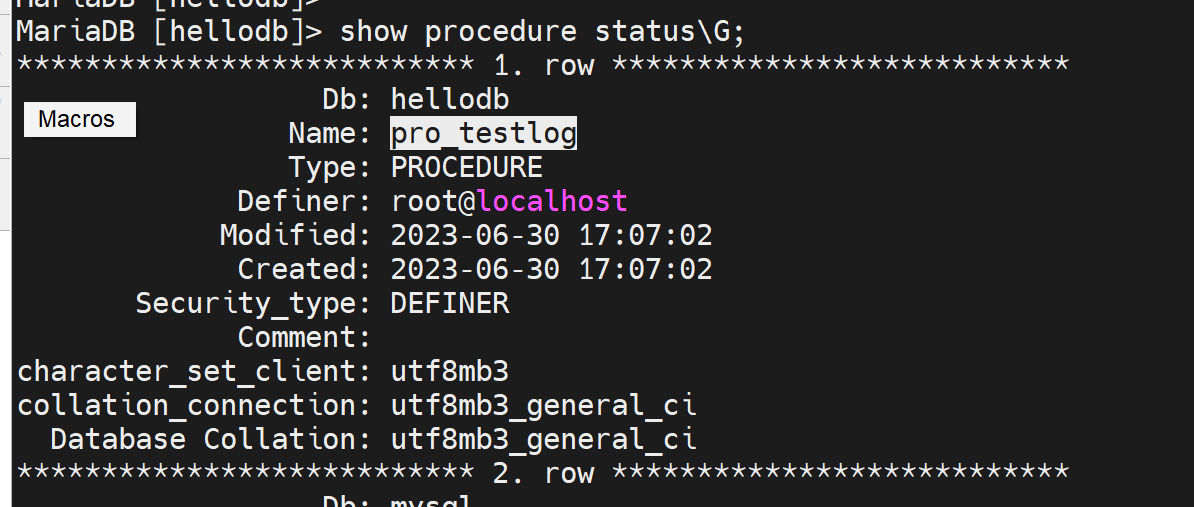 MariaDB [hellodb]>
MariaDB [hellodb]> show procedure status\G;
*************************** 1. row ***************************
Db: hellodb
Macros
Name: pro_testlog
Type: PROCEDURE
Definer: root@localhost
Modified: 2023-06-30 17:07:02
Created: 2023-06-30 17:07:02
Security_type: DEFINER
Comment:
character_set_client: utf8mb3
collation_connection: utf8mb3_general_ci
Database Collation: utf8mb3_general_ci
*************************** 2. row ***************************
Db: mysql